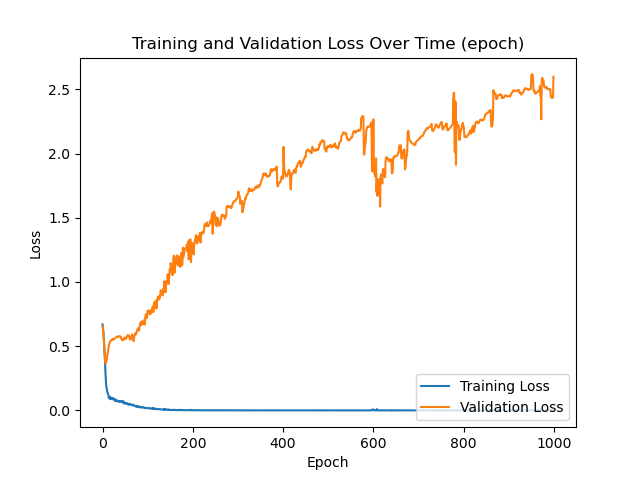 Training and Validation Loss Over Time (epoch)
Loss
2.5
2.0
1.5
1.0
0.5
0.0
Training Loss
Validation Loss
0 200 400 600 800 1000
Epoch